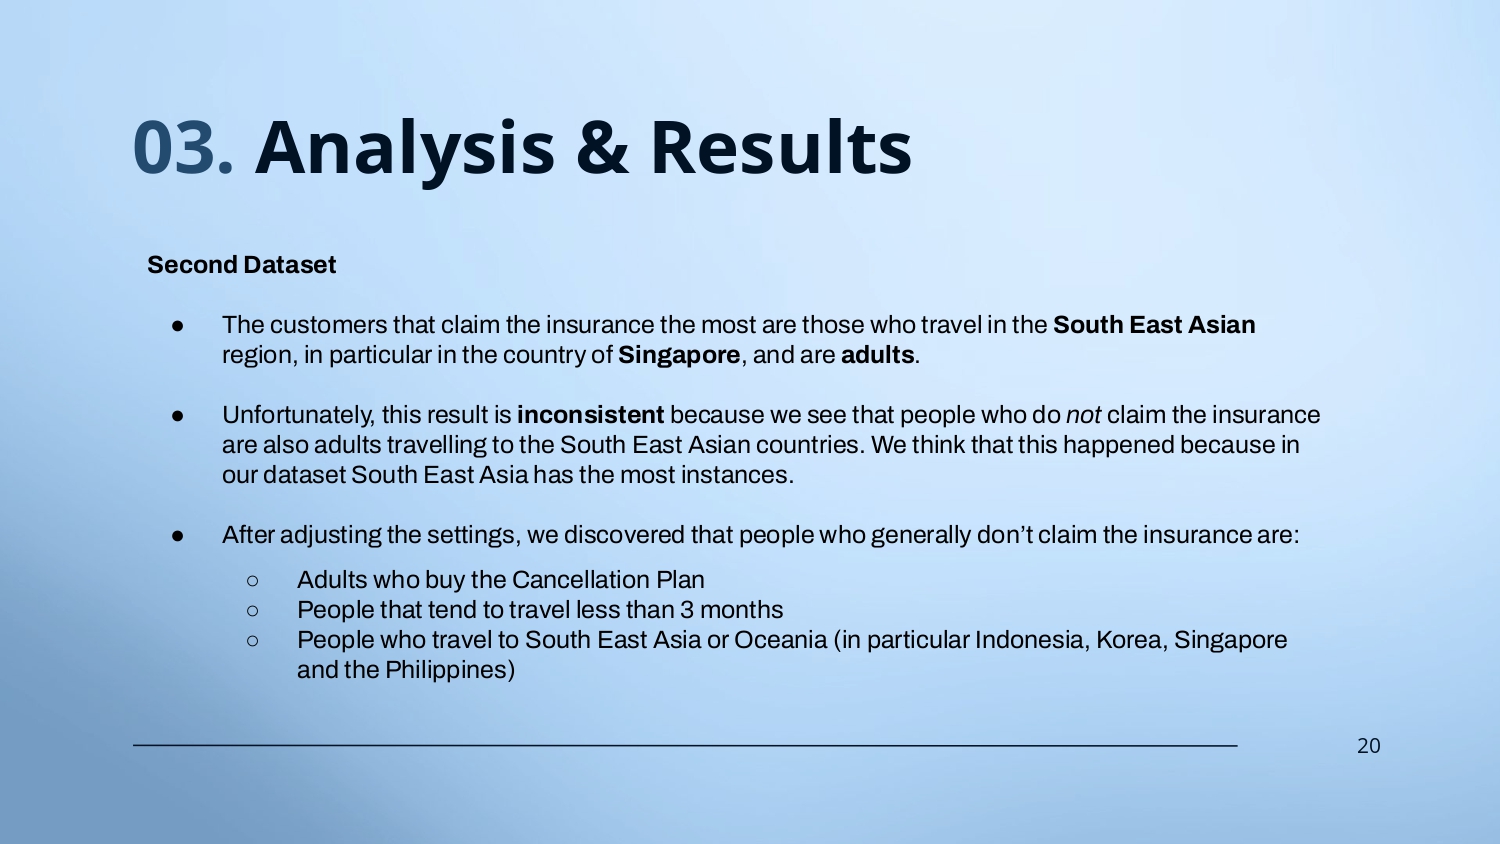 03. Analysis & Results
Second Dataset
● The customers that claim the insurance the most are those who travel in the South East Asian
region, in particular in the country of Singapore, and are adults.
● Unfortunately, this result is inconsistent because we see that people who do not claim the insurance
are also adults travelling to the South East Asian countries. We think that this happened because in
our dataset South East Asia has the most instances.
● After adjusting the settings, we discovered that people who generally don’t claim the insurance are:
○ Adults who buy the Cancellation Plan
○ People that tend to travel less than 3 months
○ People who travel to South East Asia or Oceania (in particular Indonesia, Korea, Singapore
and the Philippines)
20